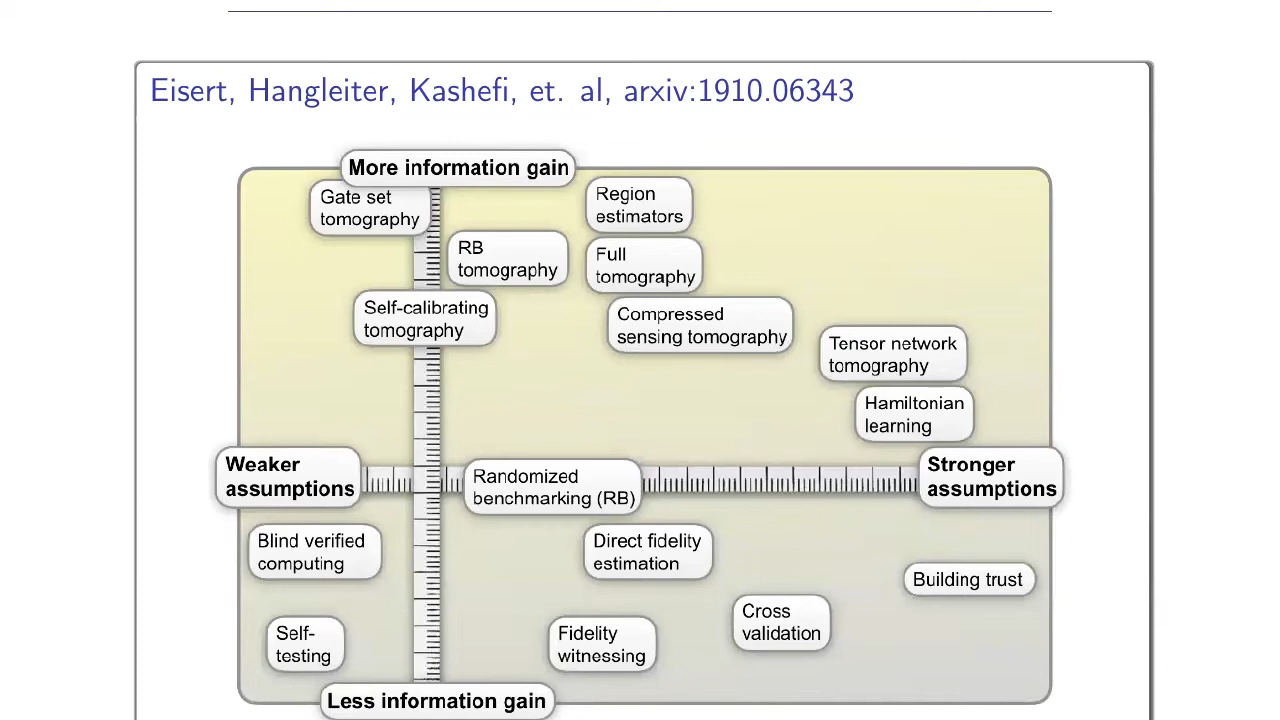 Eisert, Hangleiter, Kashefi, et. al, arxiv:1910.06343
More information gain
Gate set
tomography
Region
estimators
RB
tomography
Full
tomography
Self-calibrating
tomography
Compressed
sensing tomography
Tensor network
tomography
Hamiltonian
learning
Weaker
assumptions
Randomized
benchmarking (RB)
Stronger
assumptions
Blind verified
computing
Direct fidelity
estimation
Building trust
Cross
validation
Self-
testing
Fidelity
witnessing
Less information gain